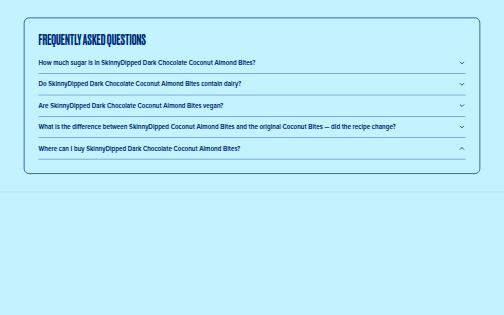 FREQUENTLY ASKED QUESTIONS
How much sugar is in SkinnyDipped Dark Chocolate Coconut Almond Bites?
Do SkinnyDipped Dark Chocolate Coconut Almond Bites contain dairy?
Are SkinnyDipped Dark Chocolate Coconut Almond Bites vegan?
What is the difference between SkinnyDipped Coconut Almond Bites and the original Coconut Bites — did the recipe change?
Where can I buy SkinnyDipped Dark Chocolate Coconut Almond Bites?